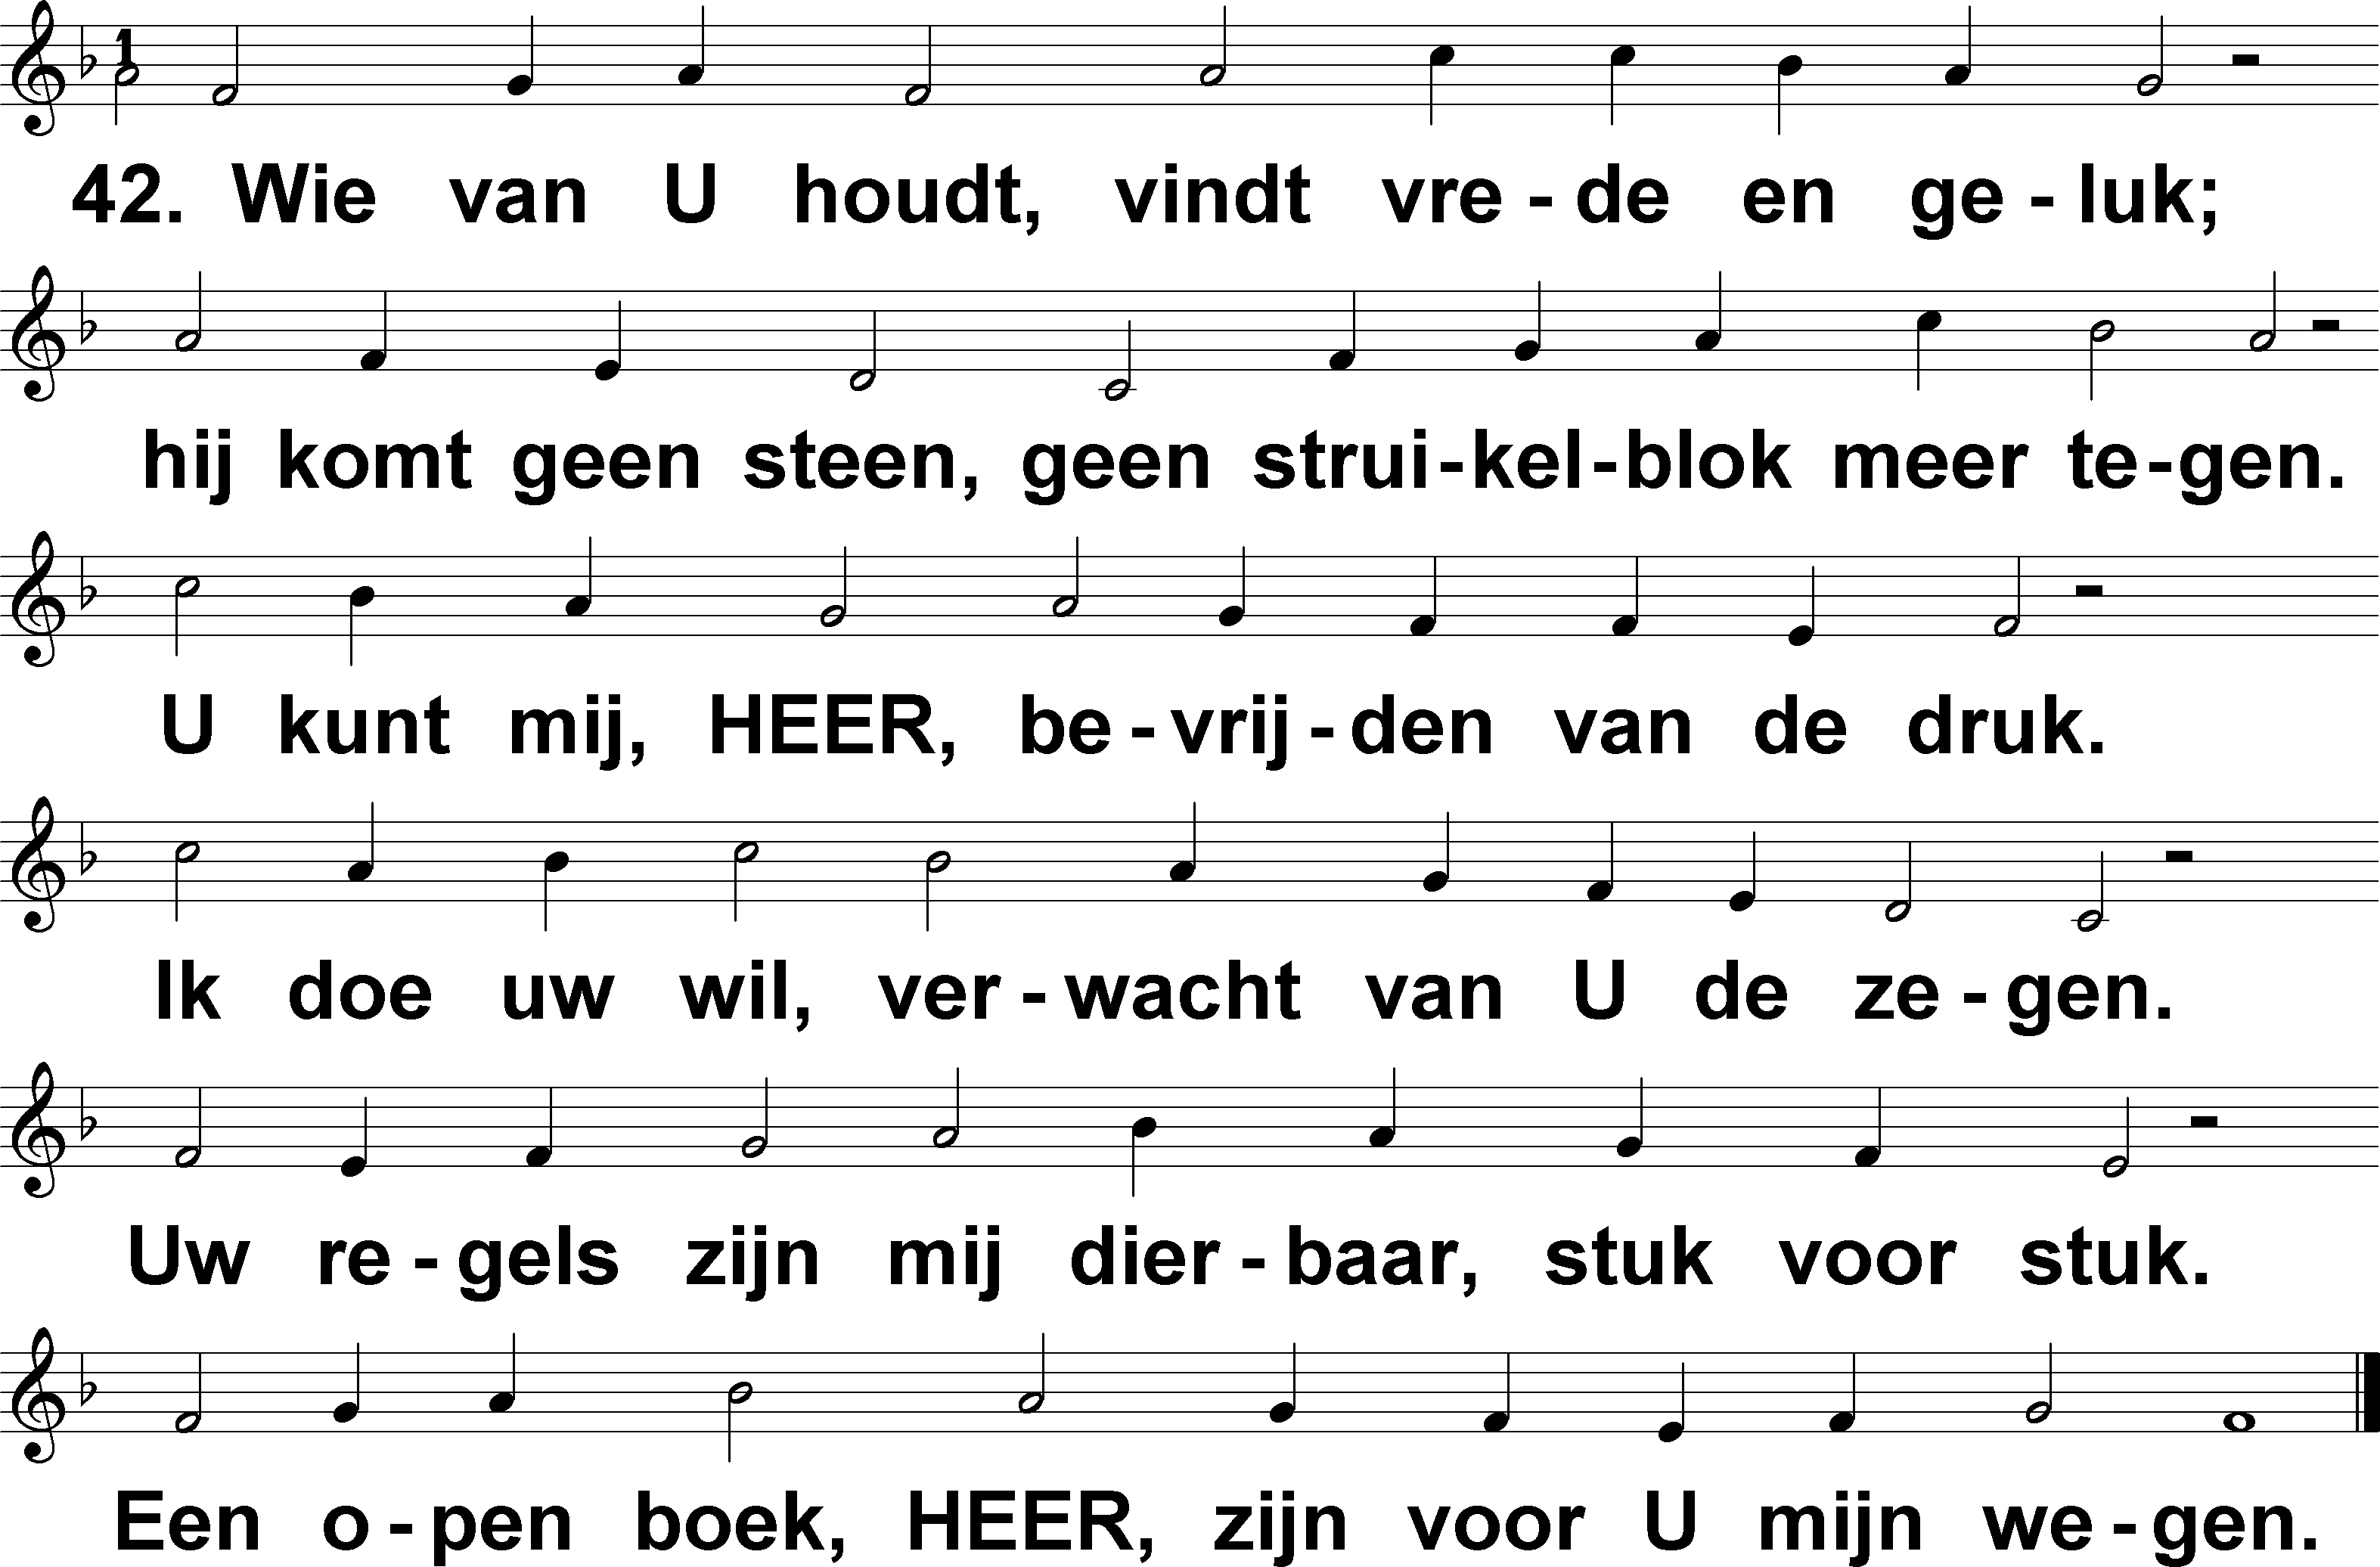 1
42. Wie van U houdt, vindt vre - de en ge - luk;
hij komt geen steen, geen strui-kel-blok meer te-gen.
U kunt mij, HEER, be - vrij - den van de druk.
Ik doe uw wil, ver - wacht van U de ze - gen.
Uw re - gels zijn mij dier - baar, stuk voor stuk.
Een o - pen boek, HEER, zijn voor U mijn we - gen.